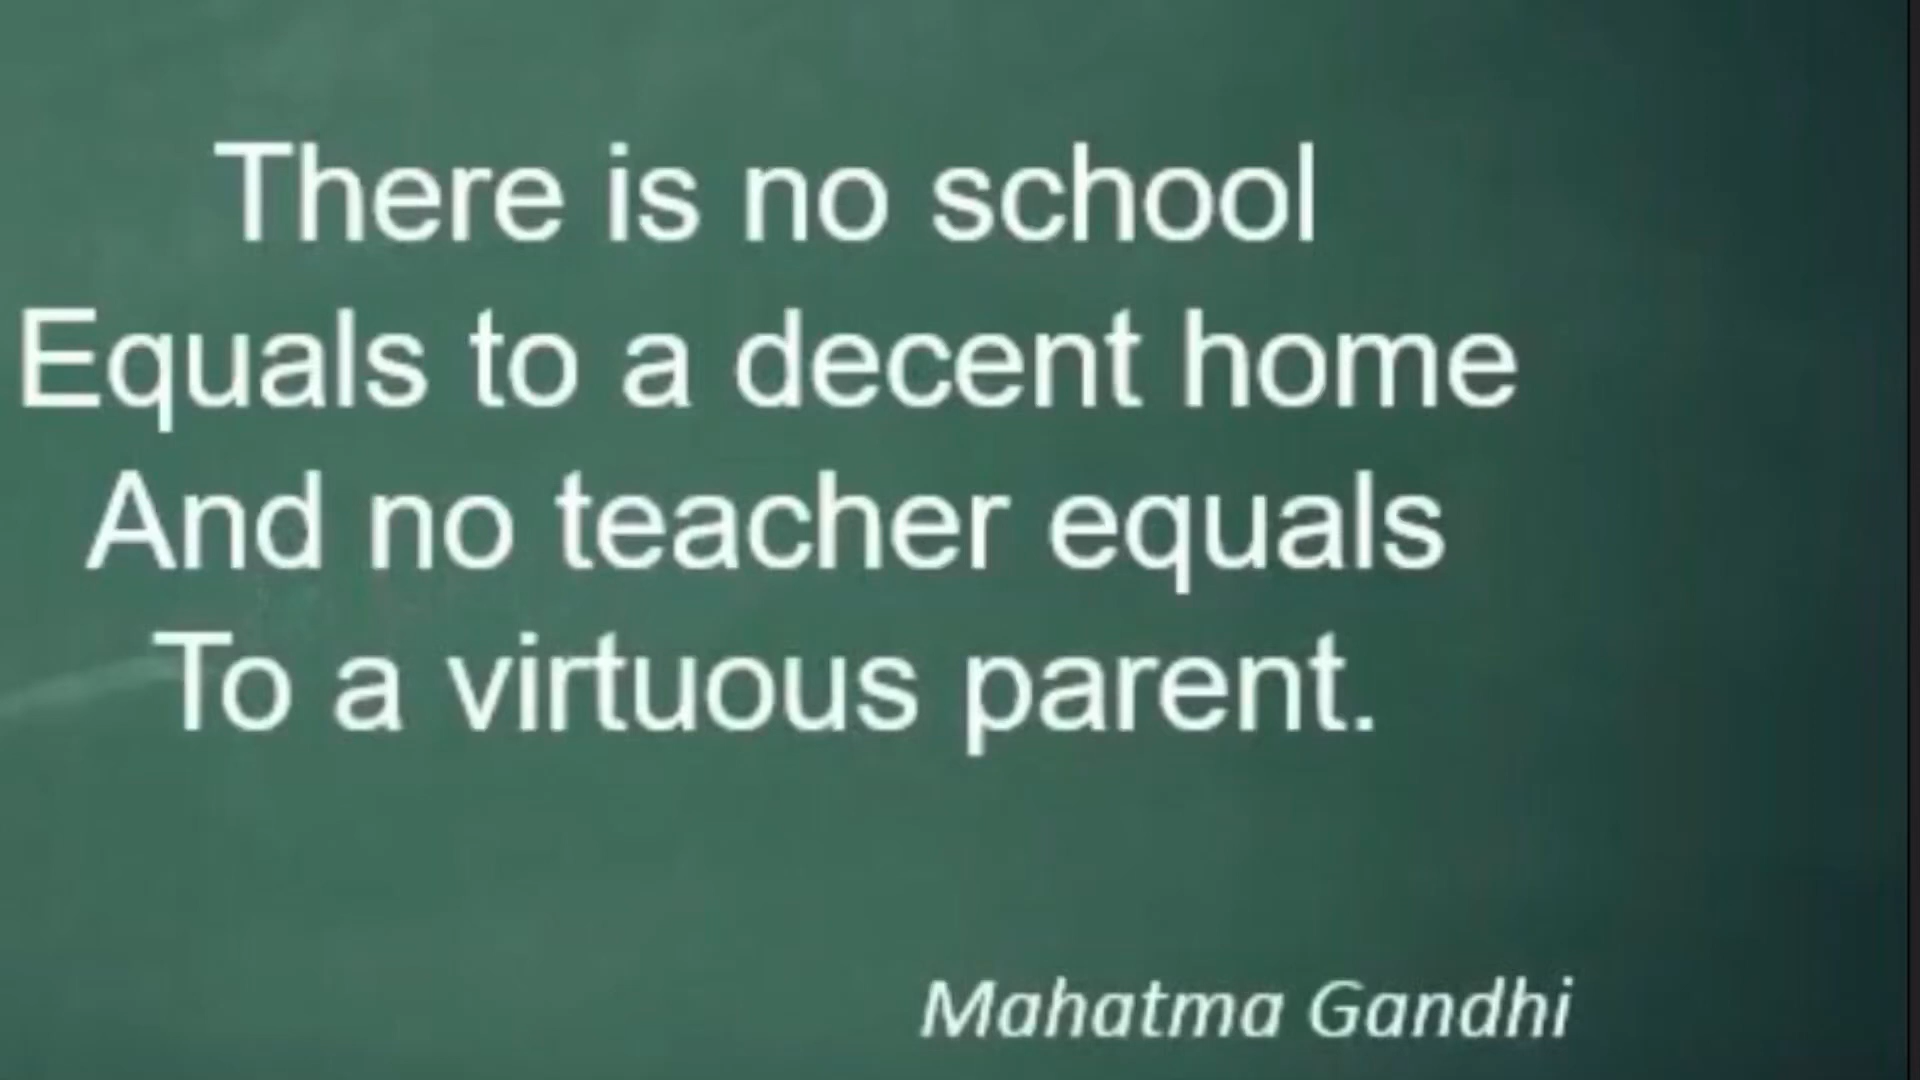 There is no school
Equals to a decent home
And no teacher equals
To a virtuous parent.
Mahatma Gandhi